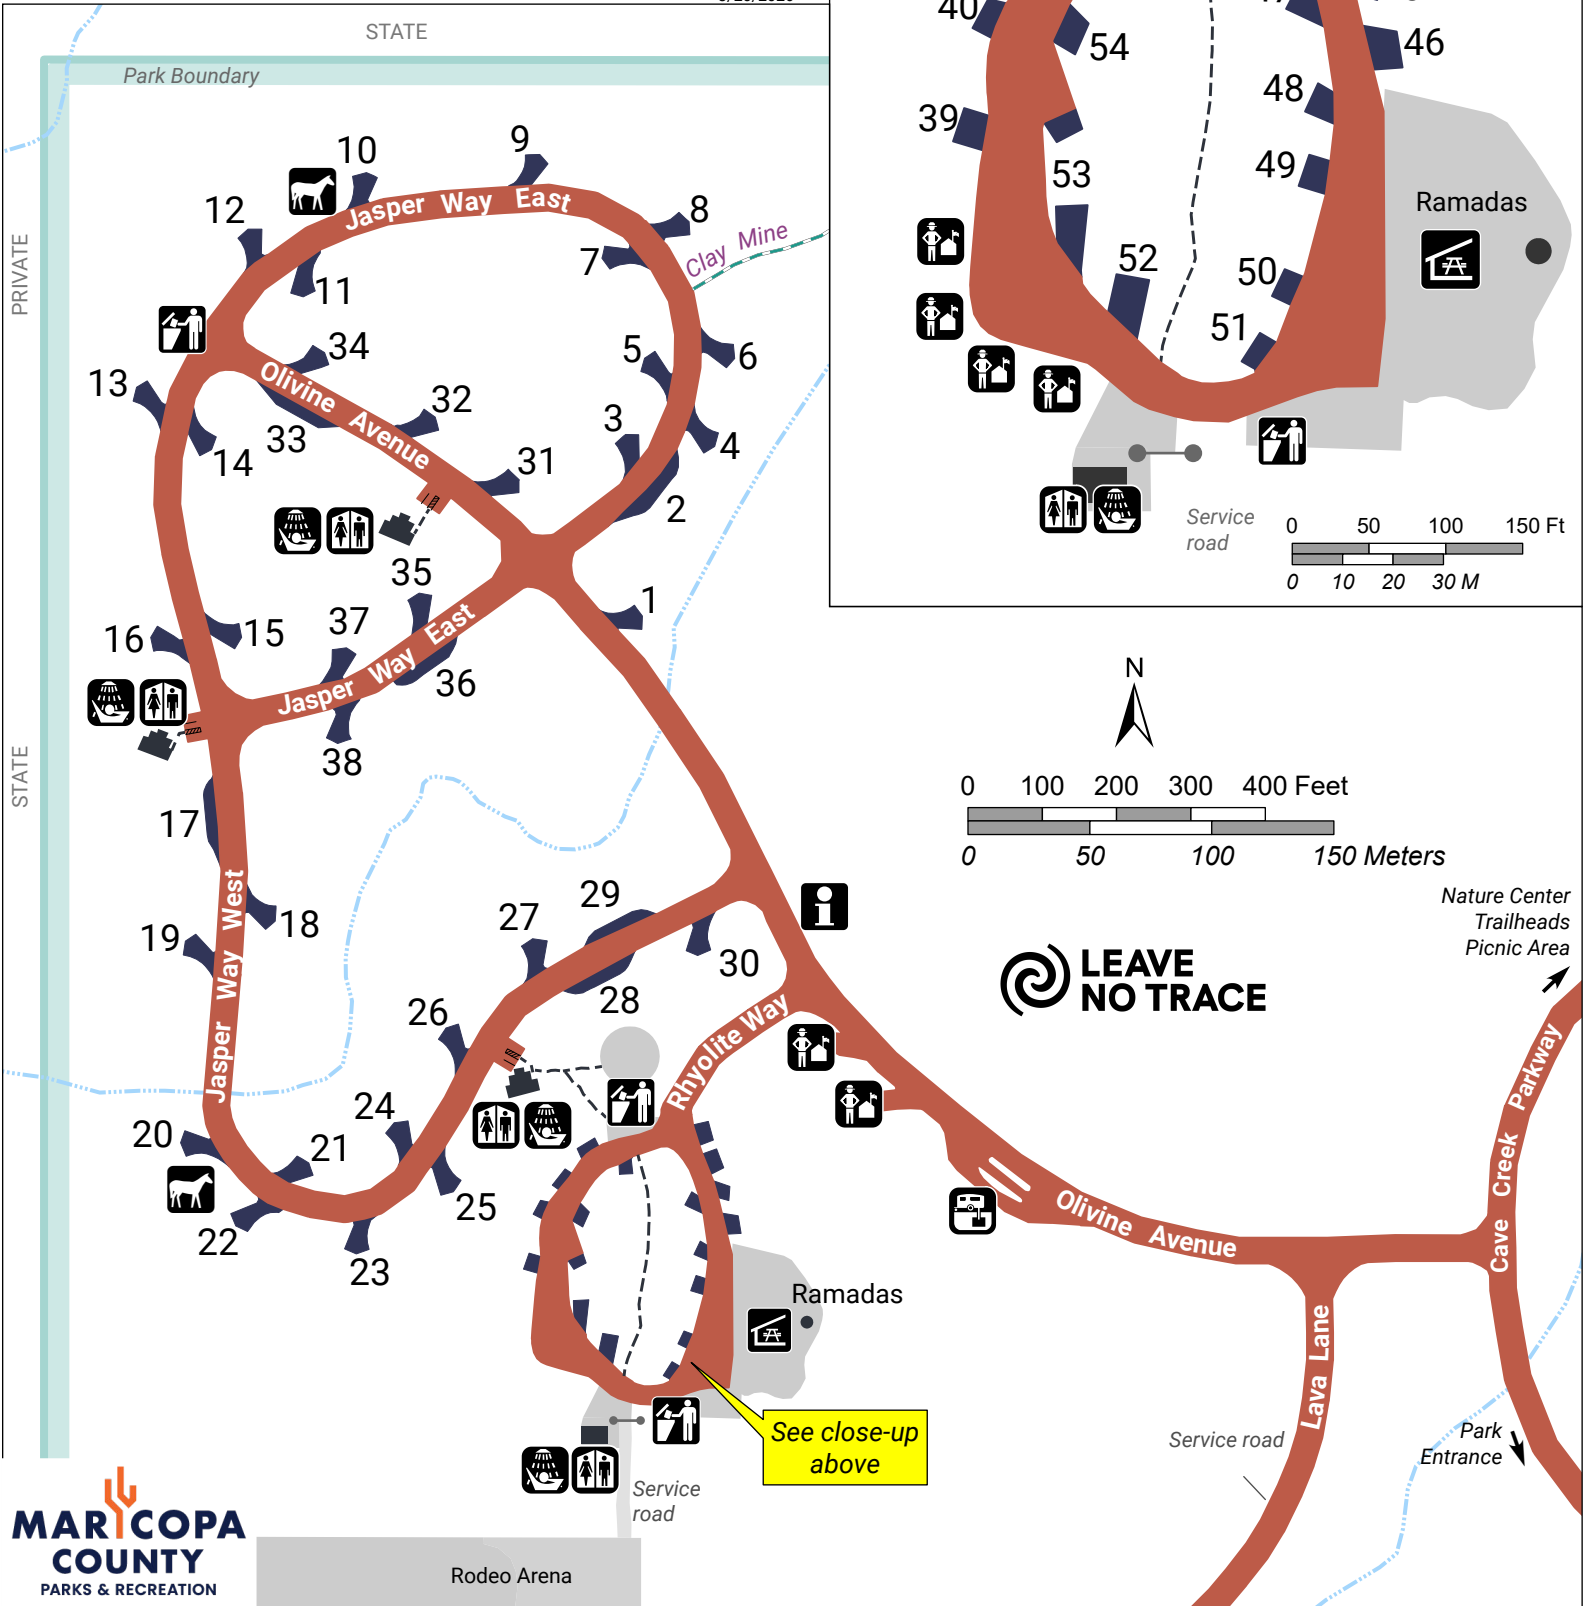 STATE
Park Boundary
PRIVATE
STATE
10
9
12
8
7
11
Jasper Way East
Clay Mine
34
5
6
13
Olivine Avenue
32
3
33
4
14
31
2
35
1
37
16
15
Jasper Way East
36
38
17
Jasper Way West
18
19
27
29
30
28
26
Rhyolite Way
24
20
21
25
22
23
Ramadas
See close-up
above
Service
road
Rodeo Arena
MARICOPA
COUNTY
PARKS & RECREATION
40
54
46
48
39
49
53
Ramadas
52
50
51
Service
road
0 50 100 150 Ft
0 10 20 30 M
N
0 100 200 300 400 Feet
0 50 100 150 Meters
Nature Center
Trailheads
Picnic Area
LEAVE
NO TRACE
Cave Creek Parkway
Olivine Avenue
Lava Lane
Service road
Park
Entrance